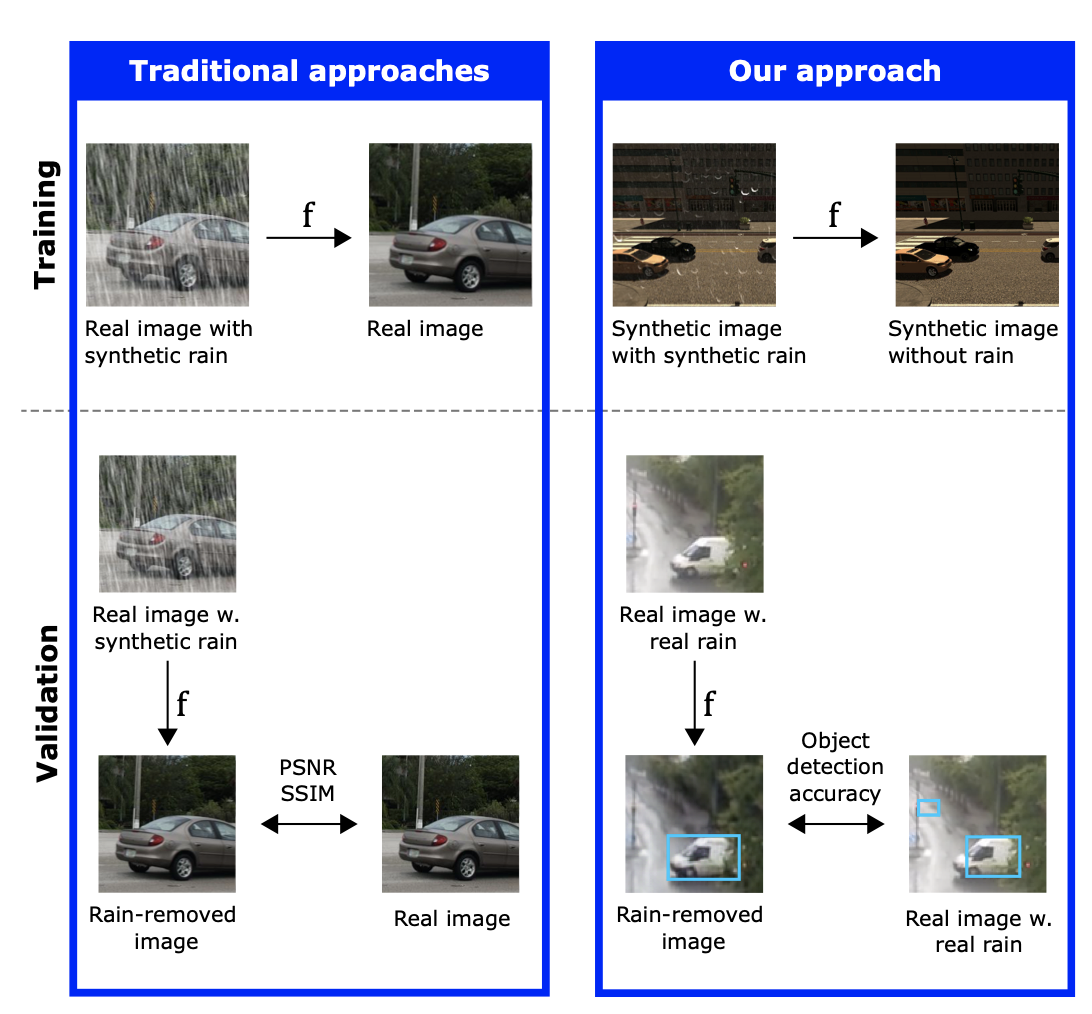 Traditional approaches
Our approach
Training
f
f
Real image with
synthetic rain
Real image
Synthetic image
with synthetic rain
Synthetic image
without rain
Validation
Real image w.
synthetic rain
Real image w.
real rain
f
f
PSNR
SSIM
Object
detection
accuracy
Rain-removed
image
Real image
Rain-removed
image
Real image w.
real rain